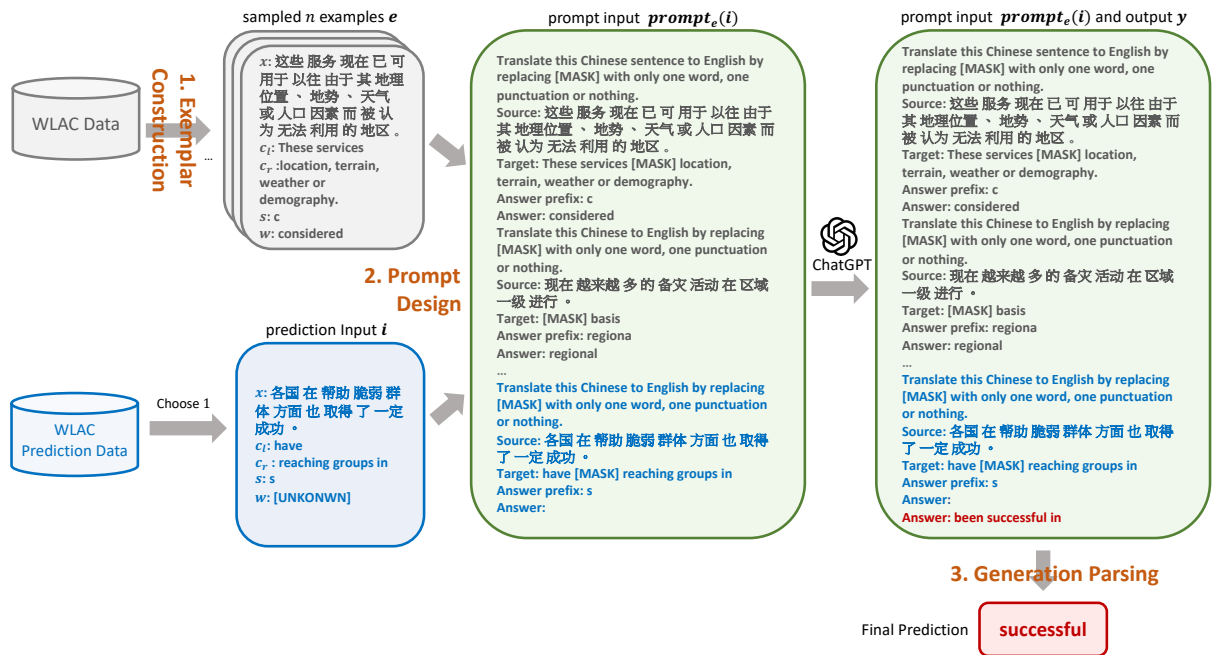 sampled n examples e
WLAC Data
1. Exemplar
Construction
...
x: 这些 服务 现在 已 可
用于 以往 由于 其 地理
位置 、 地势 、 天气
或 人口 因素 而 被 认
为 无法 利用 的 地区 。
c_l: These services
c_r :location, terrain,
weather or
demography.
s: c
w: considered
2. Prompt
Design
prediction Input i
WLAC
Prediction Data
Choose 1
x: 各国 在 帮助 脆弱 群
体 方面 也 取得 了 一定
成功 。
c_l: have
c_r : reaching groups in
s: s
w: [UNKONWN]
prompt input prompt_e(i)
Translate this Chinese sentence to English by
replacing [MASK] with only one word, one
punctuation or nothing.
Source: 这些 服务 现在 已 可 用于 以往 由于
其 地理 位置 、 地势 、 天气 或 人口 因素 而
被 认为 无法 利用 的 地区 。
Target: These services [MASK] location,
terrain, weather or demography.
Answer prefix: c
Answer: considered
Translate this Chinese to English by replacing
[MASK] with only one word, one punctuation
or nothing.
Source: 现在 越来越 多 的 备灾 活动 在 区域
一级 进行 。
Target: [MASK] basis
Answer prefix: regiona
Answer: regional
...
Translate this Chinese to English by replacing
[MASK] with only one word, one punctuation
or nothing.
Source: 各国 在 帮助 脆弱 群体 方面 也 取得
了 一定 成功 。
Target: have [MASK] reaching groups in
Answer prefix: s
Answer:
ChatGPT
prompt input prompt_e(i) and output y
Translate this Chinese sentence to English by
replacing [MASK] with only one word, one
punctuation or nothing.
Source: 这些 服务 现在 已 可 用于 以往 由于
其 地理 位置 、 地势 、 天气 或 人口 因素 而
被 认为 无法 利用 的 地区 。
Target: These services [MASK] location,
terrain, weather or demography.
Answer prefix: c
Answer: considered
Translate this Chinese to English by replacing
[MASK] with only one word, one punctuation
or nothing.
Source: 现在 越来越 多 的 备灾 活动 在 区域
一级 进行 。
Target: [MASK] basis
Answer prefix: regiona
Answer: regional
...
Translate this Chinese to English by replacing
[MASK] with only one word, one punctuation
or nothing.
Source: 各国 在 帮助 脆弱 群体 方面 也 取得
了 一定 成功 。
Target: have [MASK] reaching groups in
Answer prefix: s
Answer:
Answer: been successful in
3. Generation Parsing
Final Prediction
successful